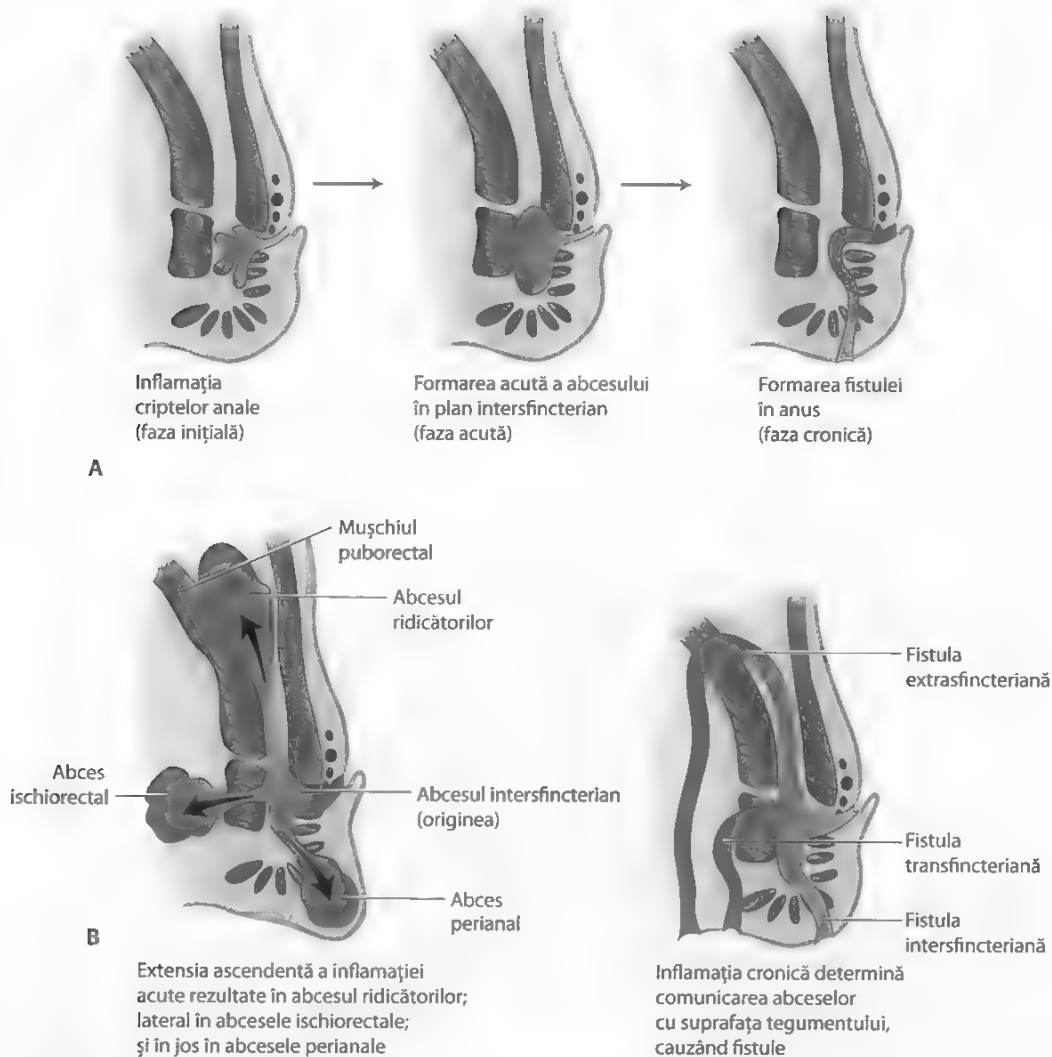 Inflamația
criptelor anale
(faza inițială)
Formarea acută a abcesului
în plan intersfincterian
(faza acută)
Formarea fistulei
în anus
(faza cronică)
A
Mușchiul
puborectal
Abcesul
ridicătorilor
Abces
ischiorectal
Abcesul intersfincterian
(originea)
Abces
perianal
B
Extensia ascendentă a inflamației
acute rezultate în abcesul ridicătorilor;
lateral în abcesele ischiorectale;
și în jos în abcesele perianale
Fistula
extrasfincteriană
Fistula
transfincteriană
Fistula
intersfincteriană
Inflamația cronică determină
comunicarea abceselor
cu suprafața tegumentului,
cauzând fistule